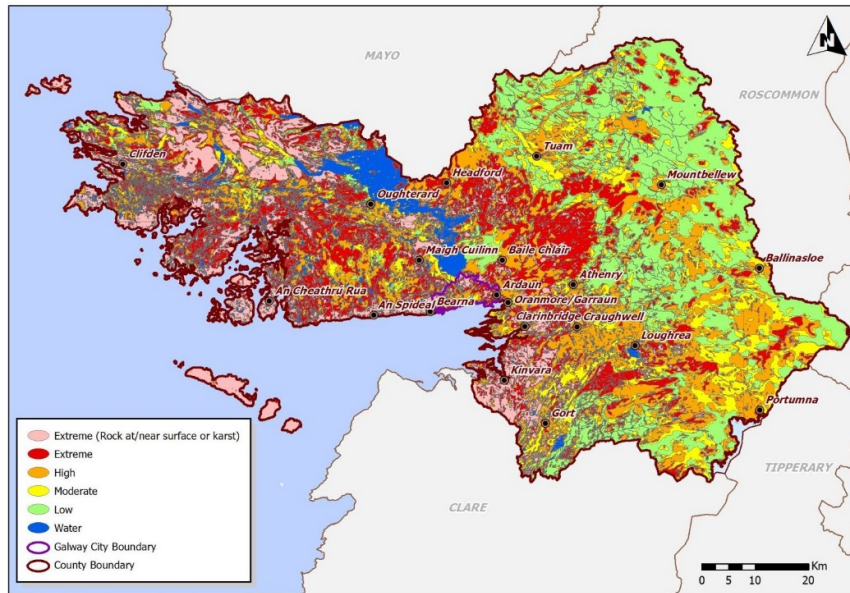 MAYO
N
ROSCOMMON
Clifden
Tuam
Headford
Mountbellew
Oughterard
Maigh Cuilinn
Baile Chlair
Ballinasloe
Athenry
Ardaun
An Cheathrú Rua
Oranmore/Garraun
An Spidéal
Bearna
Clarinbridge
Craughwell
Loughrea
Kinvara
Portumna
Gort
TIPPERARY
CLARE
Extreme (Rock at/near surface or karst)
Extreme
High
Moderate
Low
Water
Galway City Boundary
County Boundary
Km
0 5 10 20